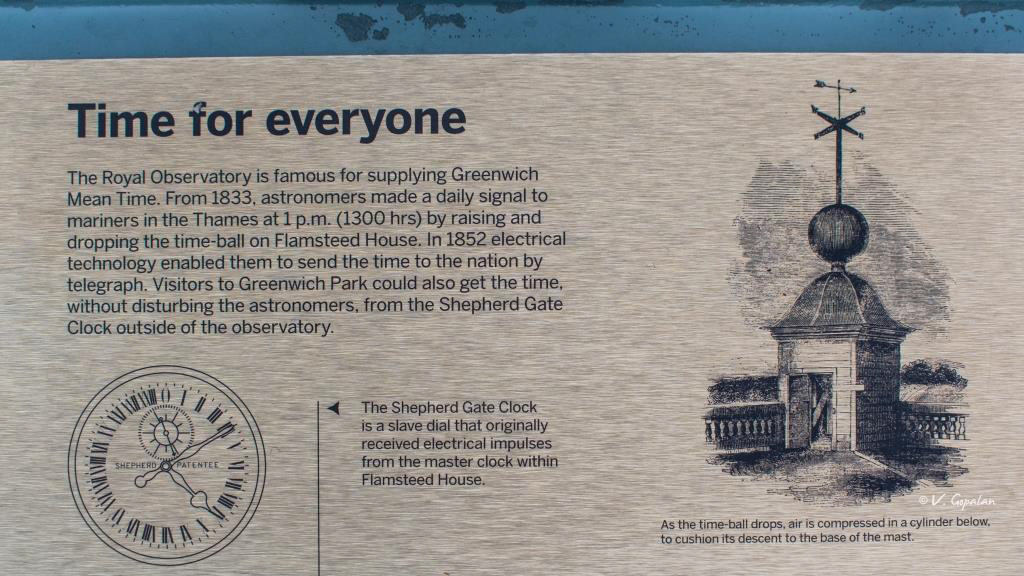 Time for everyone
The Royal Observatory is famous for supplying Greenwich
Mean Time. From 1833, astronomers made a daily signal to
mariners in the Thames at 1 p.m. (1300 hrs) by raising and
dropping the time-ball on Flamsteed House. In 1852 electrical
technology enabled them to send the time to the nation by
telegraph. Visitors to Greenwich Park could also get the time,
without disturbing the astronomers, from the Shepherd Gate
Clock outside of the observatory.
SHEPHERD PATENTEE
The Shepherd Gate Clock
is a slave dial that originally
received electrical impulses
from the master clock within
Flamsteed House.
© V. Gopalan
As the time-ball drops, air is compressed in a cylinder below,
to cushion its descent to the base of the mast.